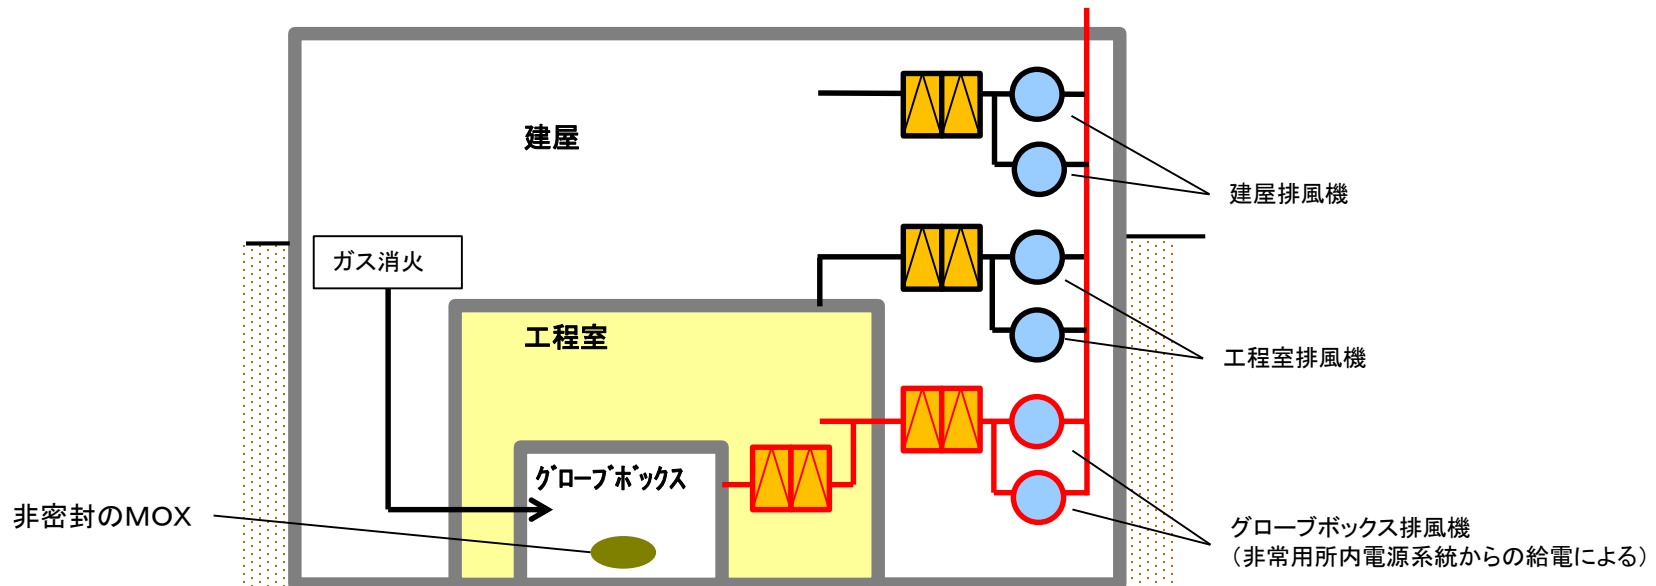 建屋
建屋排風機
ガス消火
工程室
工程室排風機
グローブボックス
非密封のMOX
グローブボックス排風機
（非常用所内電源系統からの給電による）